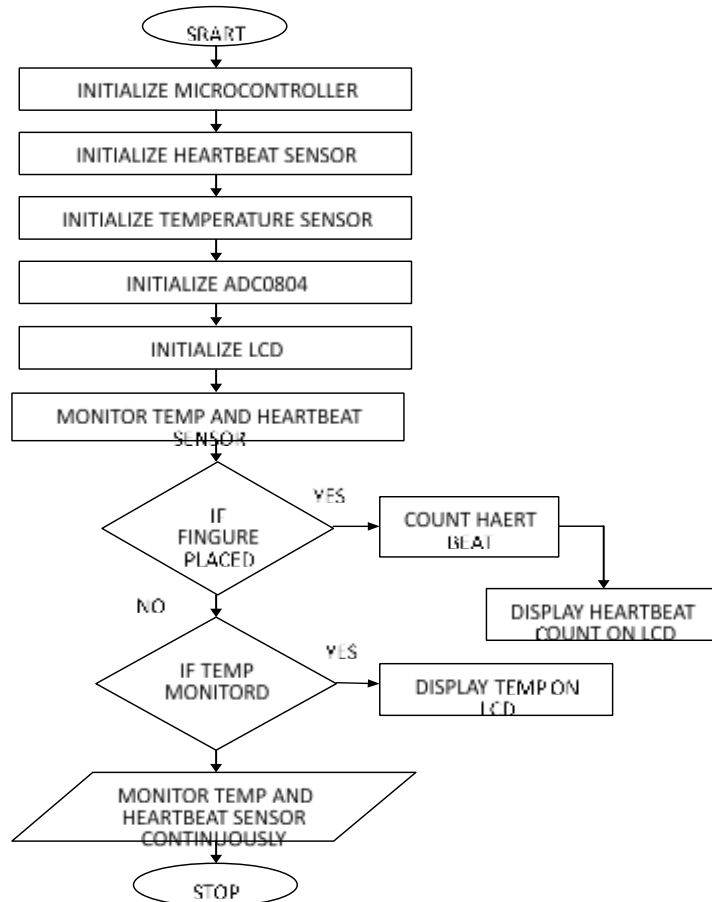 SRART
INITIALIZE MICROCONTROLLER
INITIALIZE HEARTBEAT SENSOR
INITIALIZE TEMPERATURE SENSOR
INITIALIZE ADC0804
INITIALIZE LCD
MONITOR TEMP AND HEARTBEAT
SENSOR
IF
FINGURE
PLACED
YES
COUNT HAERT
BEAT
DISPLAY HEARTBEAT
COUNT ON LCD
NO
IF TEMP
MONITORD
YES
DISPLAY TEMP ON
LCD
MONITOR TEMP AND
HEARTBEAT SENSOR
CONTINUOUSLY
STOP